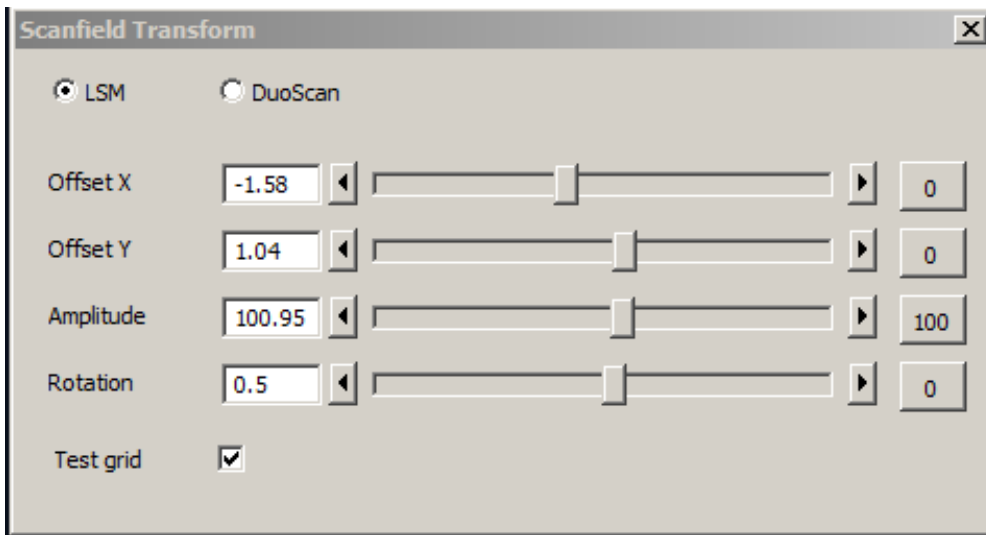 Scanfield Transform
LSM DuoScan
Offset X -1.58 0
Offset Y 1.04 0
Amplitude 100.95 100
Rotation 0.5 0
Test grid